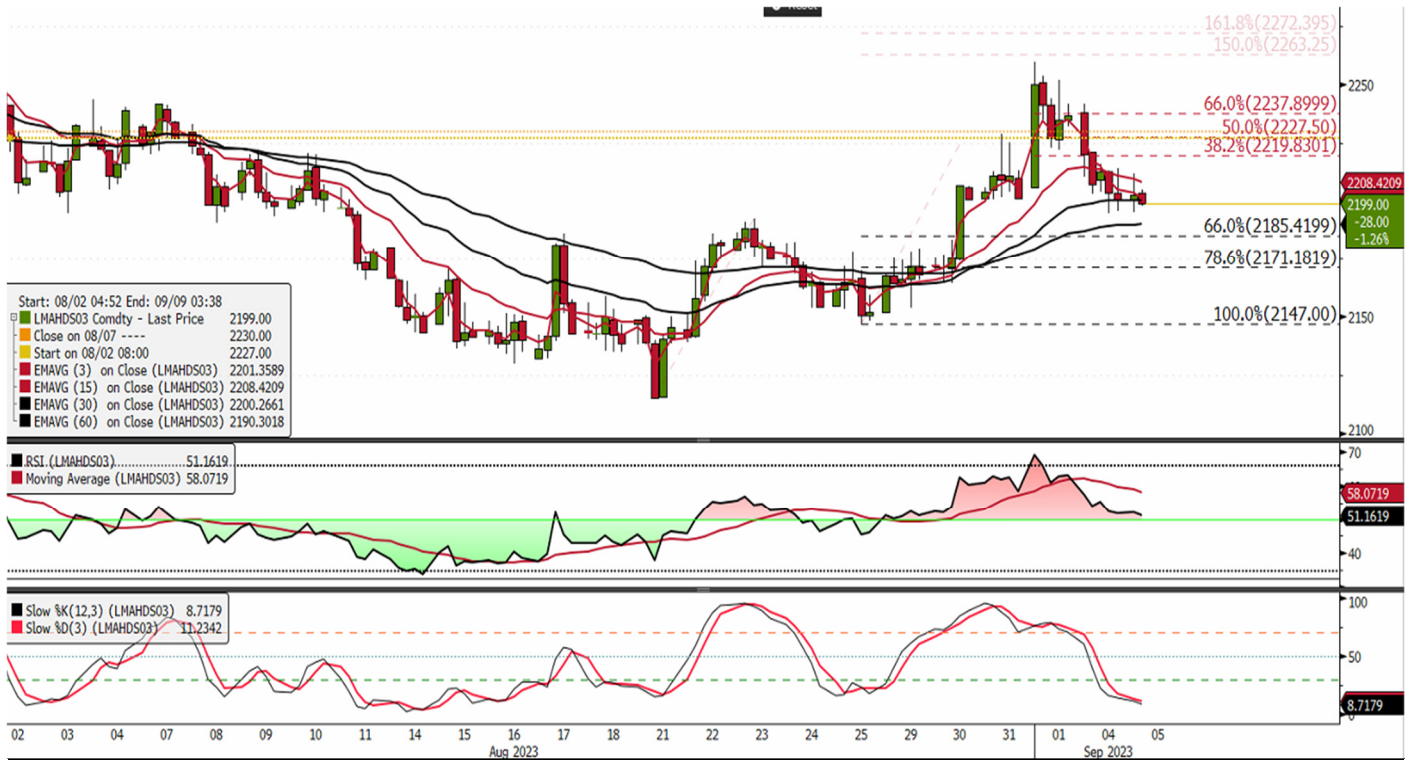 Reset
161.8%(2272.395)
150.0%(2263.25)
2250
66.0%(2237.8999)
50.0%(2227.50)
38.2%(2219.8301)
2208.4209
2199.00
-28.00
-1.26%
66.0%(2185.4199)
78.6%(2171.1819)
2150
100.0%(2147.00)
2100
Start: 08/02 04:52 End: 09/09 03:38
LMAHDS03 Comdty - Last Price 2199.00
Close on 08/07 ---- 2230.00
Start on 08/02 08:00 2227.00
EMAVG (3) on Close (LMAHDS03) 2201.3589
EMAVG (15) on Close (LMAHDS03) 2208.4209
EMAVG (30) on Close (LMAHDS03) 2200.2661
EMAVG (60) on Close (LMAHDS03) 2190.3018
RSI (LMAHDS03) 51.1619
Moving Average (LMAHDS03) 58.0719
70
58.0719
51.1619
40
Slow %K(12,3) (LMAHDS03) 8.7179
Slow %D(3) (LMAHDS03) 11.2342
100
50
8.7179
0
02 03 04 07 08 09 10 11 14 15 16 17 18 21 22 23 24 25 29 30 31 01 04 05
Aug 2023 Sep 2023